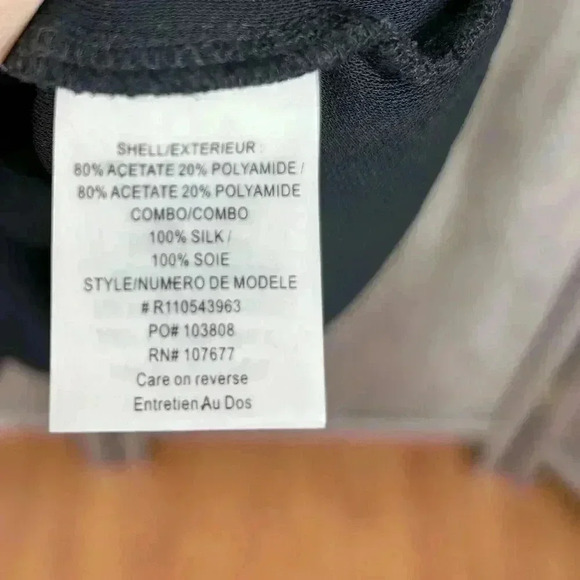 SHELL/EXTERIEUR :
80% ACETATE 20% POLYAMIDE /
80% ACETATE 20% POLYAMIDE
COMBO/COMBO
100% SILK /
100% SOIE
STYLE/NUMERO DE MODELE
# R110543963
PO# 103808
RN# 107677
Care on reverse
Entretien Au Dos